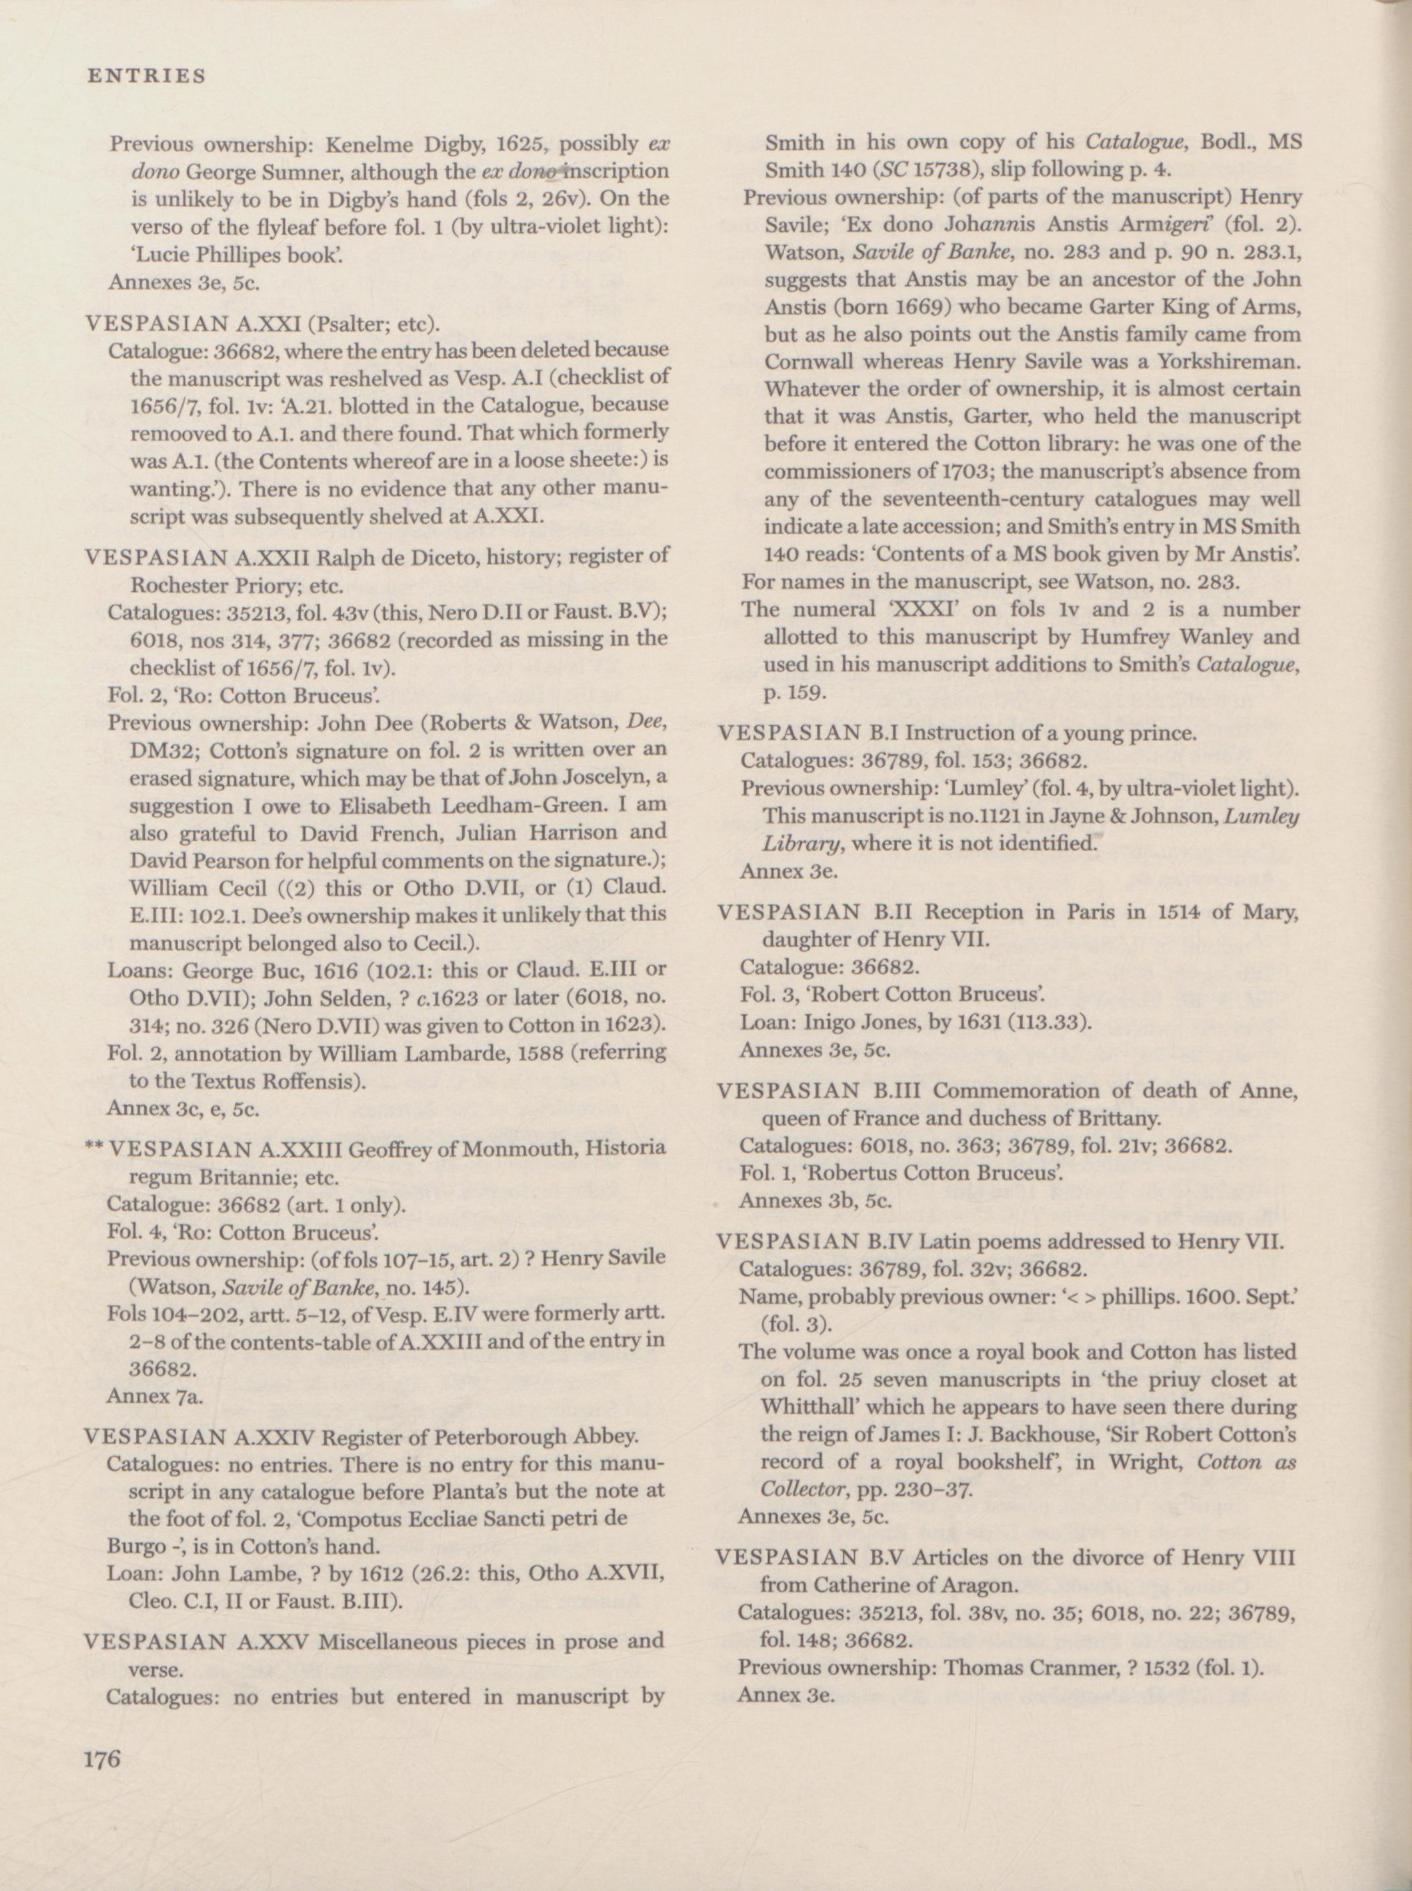 ENTRIES
Previous ownership: Kenelme Digby, 1625, possibly ex
dono George Sumner, although the ex dono inscription
is unlikely to be in Digby's hand (fols 2, 26v). On the
verso of the flyleaf before fol. 1 (by ultra-violet light):
'Lucie Phillipes book'.
Annexes 3e, 5c.
VESPASIAN A.XXI (Psalter; etc).
Catalogue: 36682, where the entry has been deleted because
the manuscript was reshelved as Vesp. A.I (checklist of
1656/7, fol. 1v: 'A.21. blotted in the Catalogue, because
remooved to A.1. and there found. That which formerly
was A.1. (the Contents whereof are in a loose sheete:) is
wanting.'). There is no evidence that any other manu-
script was subsequently shelved at A.XXI.
VESPASIAN A.XXII Ralph de Diceto, history; register of
Rochester Priory; etc.
Catalogues: 35213, fol. 43v (this, Nero D.II or Faust. B.V);
6018, nos 314, 377; 36682 (recorded as missing in the
checklist of 1656/7, fol. 1v).
Fol. 2, 'Ro: Cotton Bruceus'.
Previous ownership: John Dee (Roberts & Watson, Dee,
DM32; Cotton's signature on fol. 2 is written over an
erased signature, which may be that of John Joscelyn, a
suggestion I owe to Elisabeth Leedham-Green. I am
also grateful to David French, Julian Harrison and
David Pearson for helpful comments on the signature.);
William Cecil ((2) this or Otho D.VII, or (1) Claud.
E.III: 102.1. Dee's ownership makes it unlikely that this
manuscript belonged also to Cecil.).
Loans: George Buc, 1616 (102.1: this or Claud. E.III or
Otho D.VII); John Selden, ? c.1623 or later (6018, no.
314; no. 326 (Nero D.VII) was given to Cotton in 1623).
Fol. 2, annotation by William Lambarde, 1588 (referring
to the Textus Roffensis).
Annex 3c, e, 5c.
** VESPASIAN A.XXIII Geoffrey of Monmouth, Historia
regum Britannie; etc.
Catalogue: 36682 (art. 1 only).
Fol. 4, 'Ro: Cotton Bruceus'.
Previous ownership: (of fols 107–15, art. 2) ? Henry Savile
(Watson, Savile of Banke, no. 145).
Fols 104–202, artt. 5–12, of Vesp. E.IV were formerly artt.
2–8 of the contents-table of A.XXIII and of the entry in
36682.
Annex 7a.
VESPASIAN A.XXIV Register of Peterborough Abbey.
Catalogues: no entries. There is no entry for this manu-
script in any catalogue before Planta's but the note at
the foot of fol. 2, 'Compotus Eccliae Sancti petri de
Burgo -', is in Cotton's hand.
Loan: John Lambe, ? by 1612 (26.2: this, Otho A.XVII,
Cleo. C.I, II or Faust. B.III).
VESPASIAN A.XXV Miscellaneous pieces in prose and
verse.
Catalogues: no entries but entered in manuscript by
Smith in his own copy of his Catalogue, Bodl., MS
Smith 140 (SC 15738), slip following p. 4.
Previous ownership: (of parts of the manuscript) Henry
Savile; 'Ex dono Johannis Anstis Armigeri' (fol. 2).
Watson, Savile of Banke, no. 283 and p. 90 n. 283.1,
suggests that Anstis may be an ancestor of the John
Anstis (born 1669) who became Garter King of Arms,
but as he also points out the Anstis family came from
Cornwall whereas Henry Savile was a Yorkshireman.
Whatever the order of ownership, it is almost certain
that it was Anstis, Garter, who held the manuscript
before it entered the Cotton library: he was one of the
commissioners of 1703; the manuscript's absence from
any of the seventeenth-century catalogues may well
indicate a late accession; and Smith's entry in MS Smith
140 reads: 'Contents of a MS book given by Mr Anstis'.
For names in the manuscript, see Watson, no. 283.
The numeral 'XXXI' on fols 1v and 2 is a number
allotted to this manuscript by Humfrey Wanley and
used in his manuscript additions to Smith's Catalogue,
p. 159.
VESPASIAN B.I Instruction of a young prince.
Catalogues: 36789, fol. 153; 36682.
Previous ownership: 'Lumley' (fol. 4, by ultra-violet light).
This manuscript is no.1121 in Jayne & Johnson, Lumley
Library, where it is not identified.
Annex 3e.
VESPASIAN B.II Reception in Paris in 1514 of Mary,
daughter of Henry VII.
Catalogue: 36682.
Fol. 3, 'Robert Cotton Bruceus'.
Loan: Inigo Jones, by 1631 (113.33).
Annexes 3e, 5c.
VESPASIAN B.III Commemoration of death of Anne,
queen of France and duchess of Brittany.
Catalogues: 6018, no. 363; 36789, fol. 21v; 36682.
Fol. 1, 'Robertus Cotton Bruceus'.
Annexes 3b, 5c.
VESPASIAN B.IV Latin poems addressed to Henry VII.
Catalogues: 36789, fol. 32v; 36682.
Name, probably previous owner: '< > phillips. 1600. Sept.'
(fol. 3).
The volume was once a royal book and Cotton has listed
on fol. 25 seven manuscripts in 'the priuy closet at
Whitthall' which he appears to have seen there during
the reign of James I: J. Backhouse, 'Sir Robert Cotton's
record of a royal bookshelf', in Wright, Cotton as
Collector, pp. 230–37.
Annexes 3e, 5c.
VESPASIAN B.V Articles on the divorce of Henry VIII
from Catherine of Aragon.
Catalogues: 35213, fol. 38v, no. 35; 6018, no. 22; 36789,
fol. 148; 36682.
Previous ownership: Thomas Cranmer, ? 1532 (fol. 1).
Annex 3e.
176